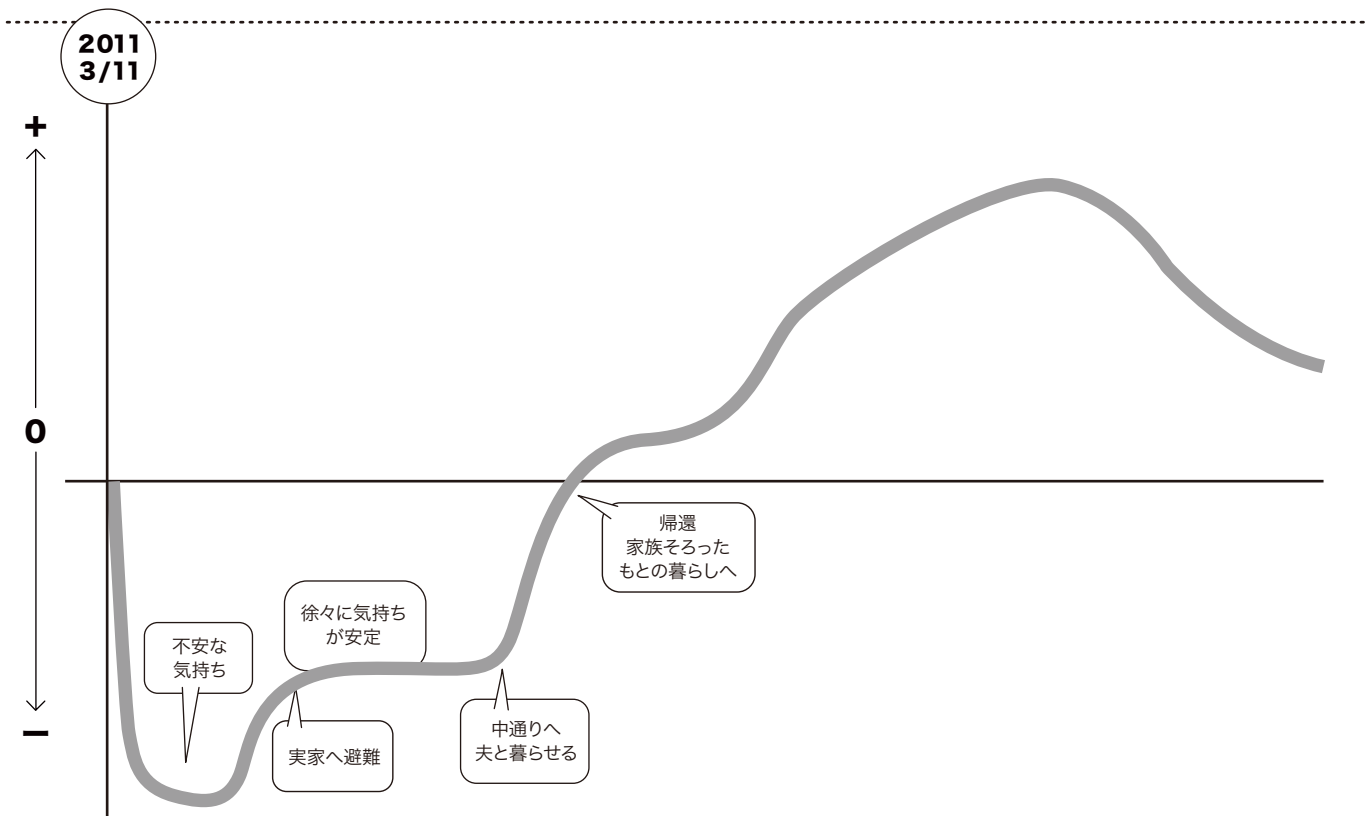 2011
3/11
+
0
−
不安な
気持ち
徐々に気持ち
が安定
実家へ避難
中通りへ
夫と暮らせる
帰還
家族そろった
もとの暮らしへ